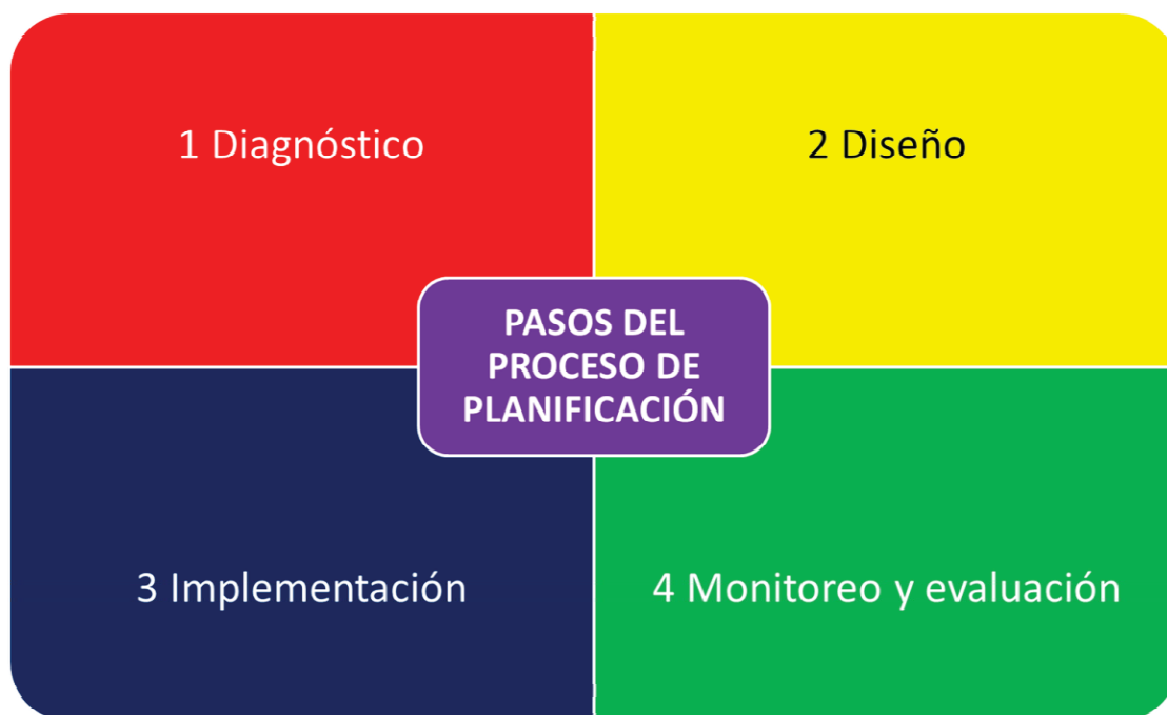 1 Diagnóstico
2 Diseño
PASOS DEL
PROCESO DE
PLANIFICACIÓN
3 Implementación
4 Monitoreo y evaluación